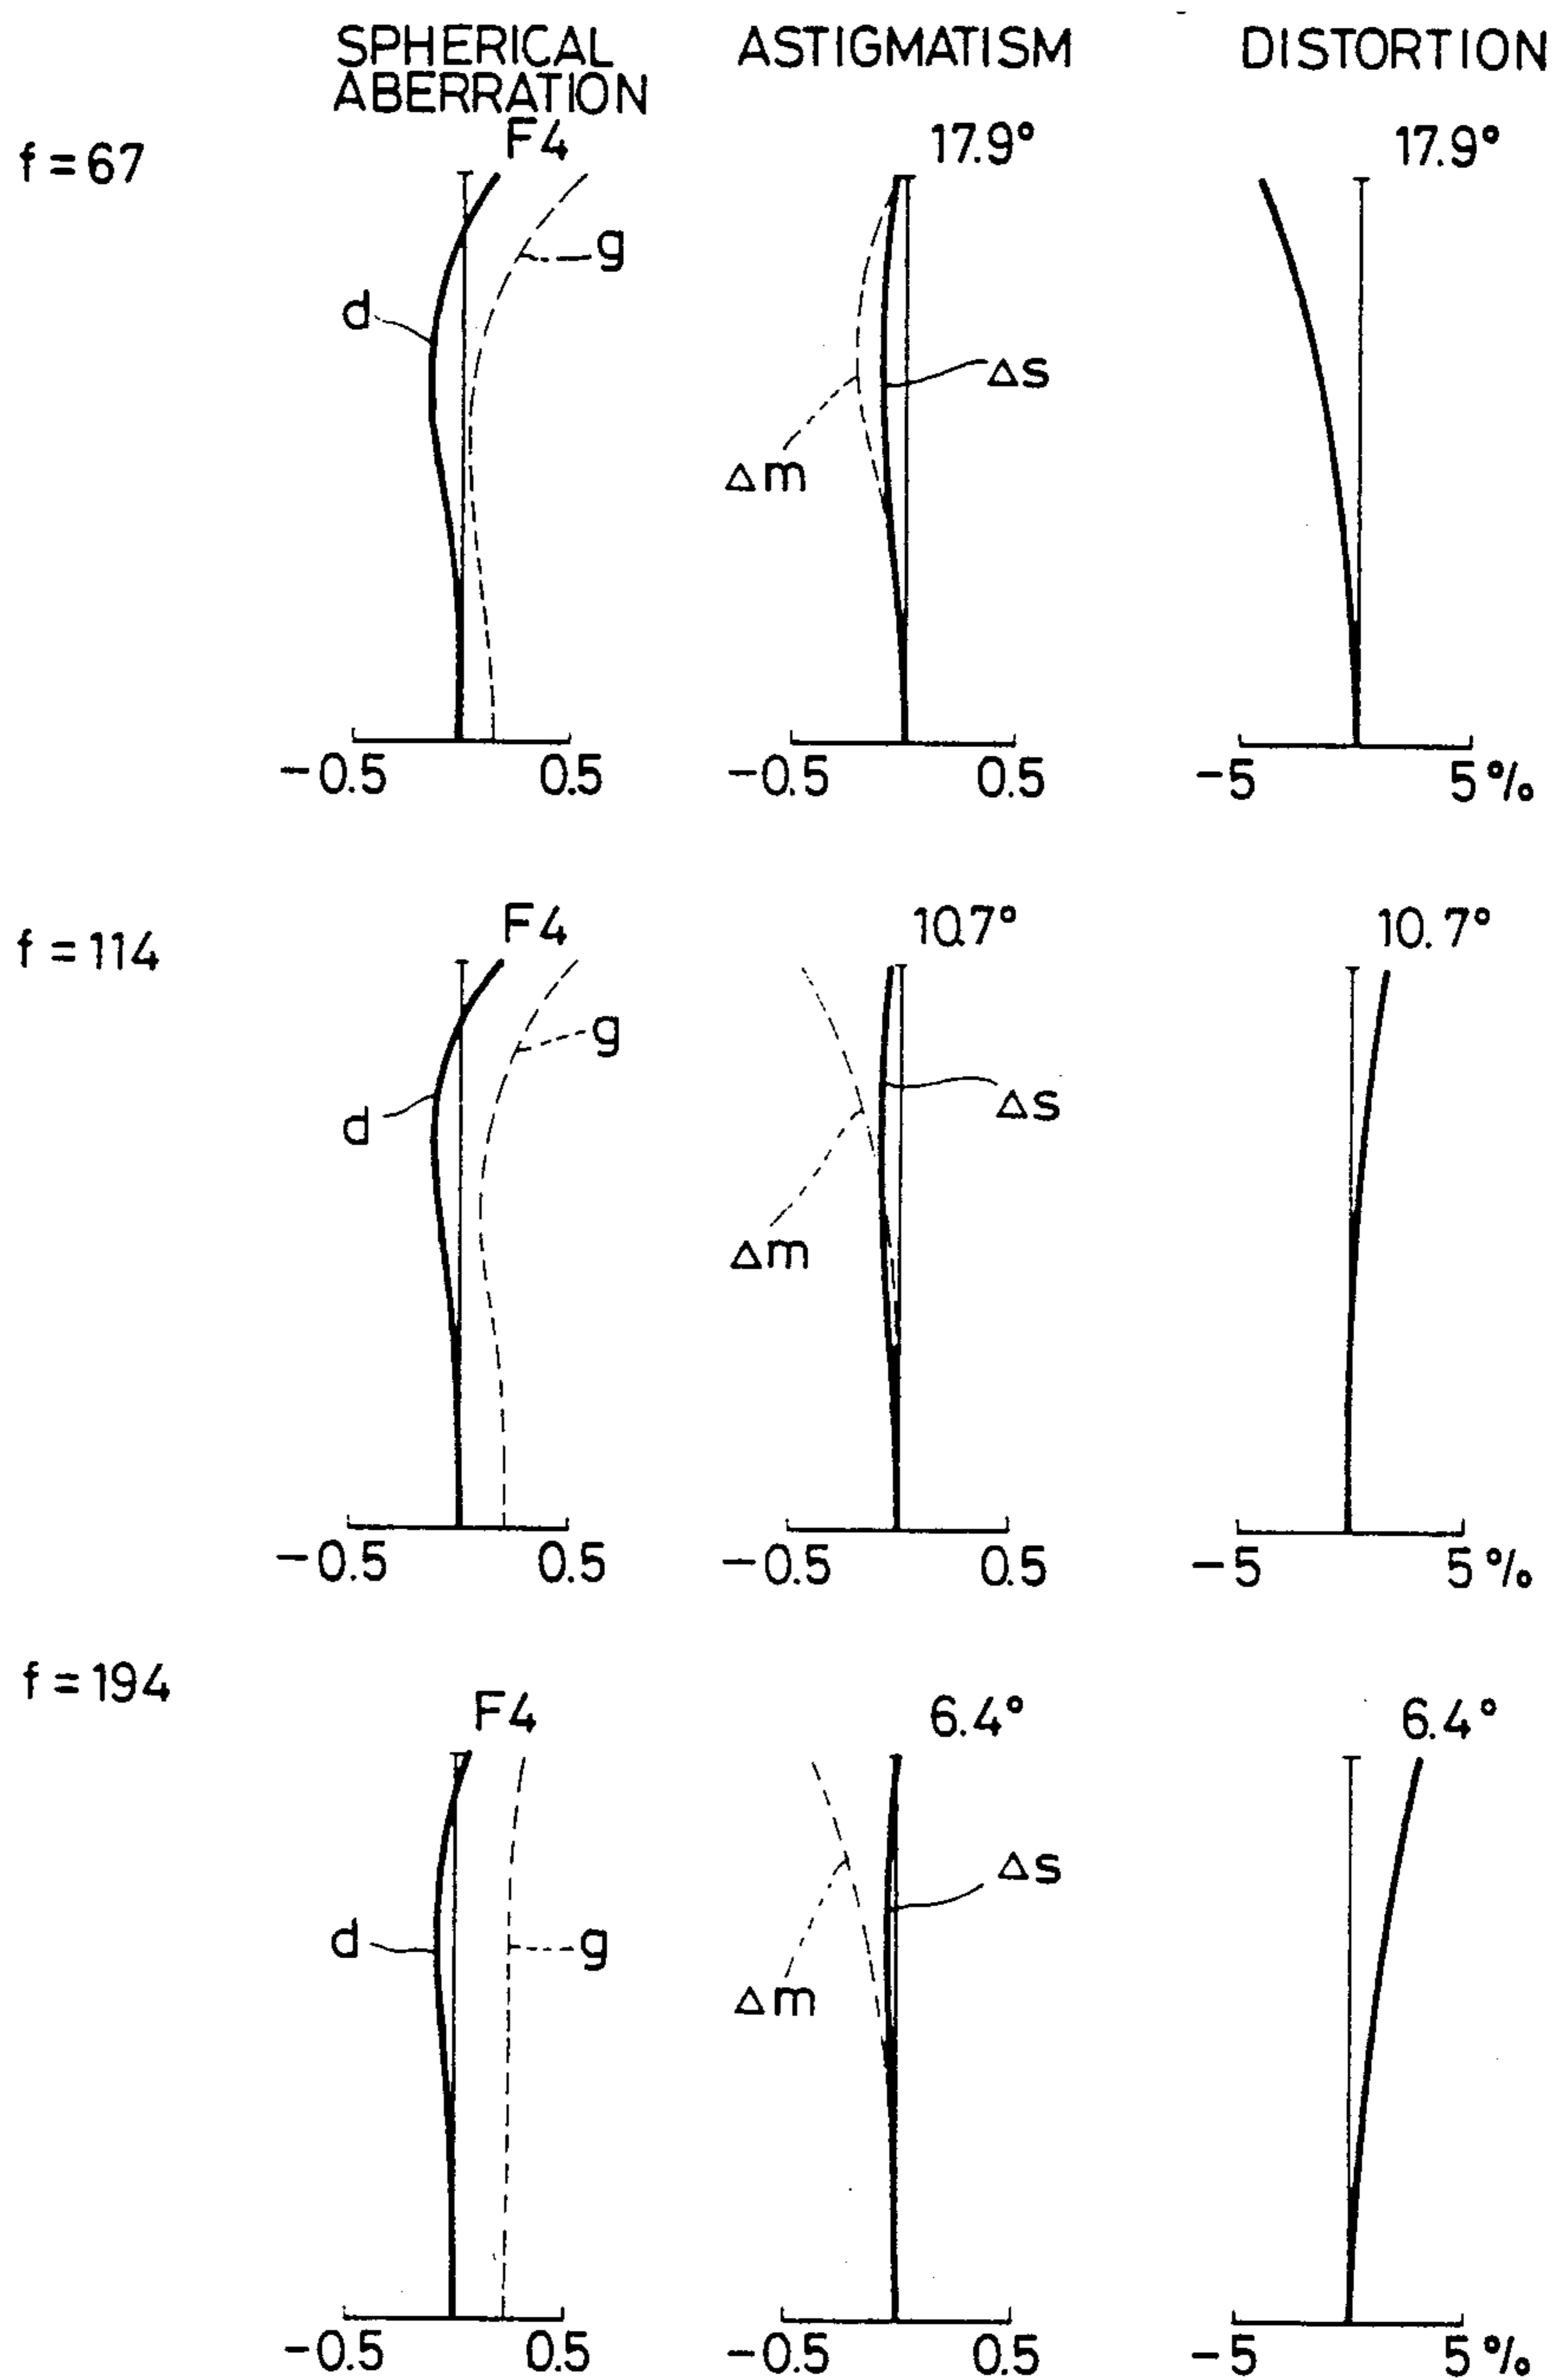 SPHERICAL
ABERRATION
ASTIGMATISM
DISTORTION
f = 67
F4
17.9°
17.9°
g
d
Δs
Δm
-0.5
0.5
-0.5
0.5
-5
5%
f = 114
F4
10.7°
10.7°
g
d
Δs
Δm
-0.5
0.5
-0.5
0.5
-5
5%
f = 194
F4
6.4°
6.4°
Δs
d
g
Δm
-0.5
0.5
-0.5
0.5
-5
5%